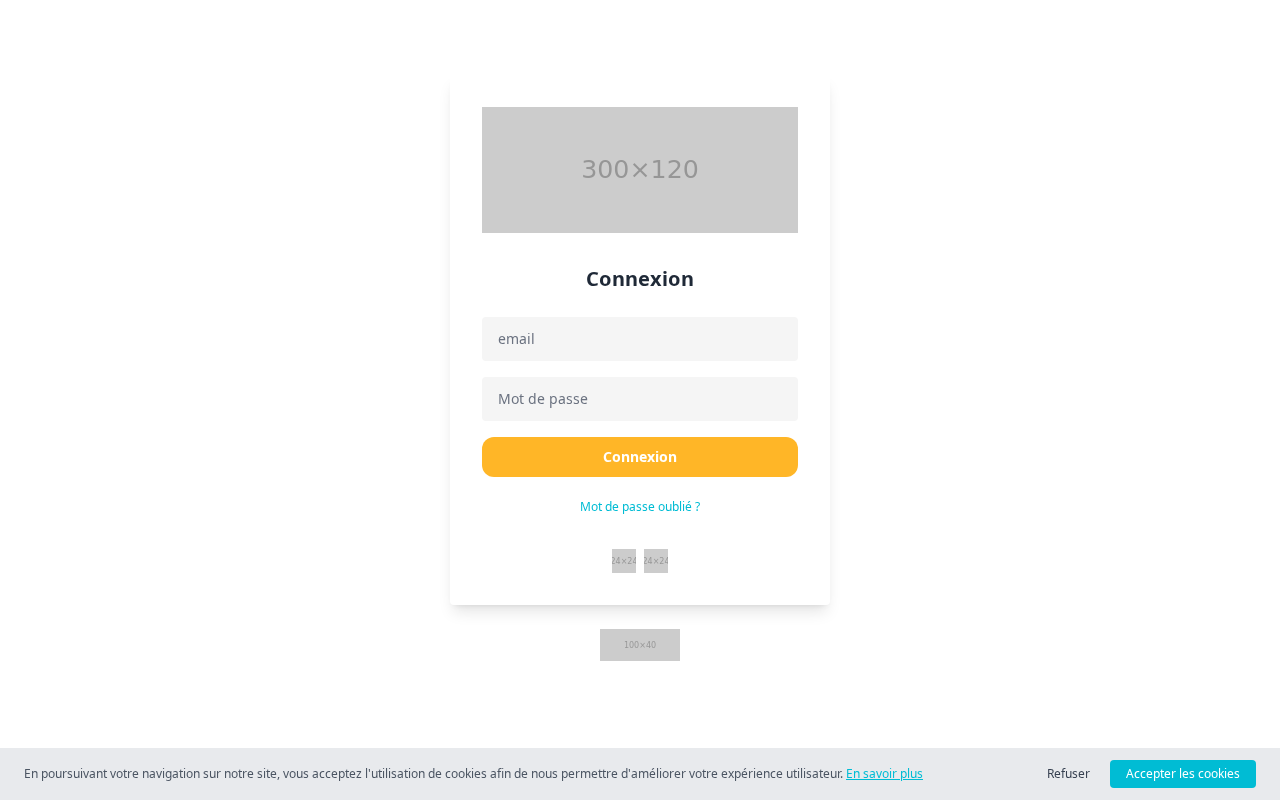 300×120
Connexion
email
Mot de passe
Connexion
Mot de passe oublié ?
24×24 24×24
100×40
En poursuivant votre navigation sur notre site, vous acceptez l'utilisation de cookies afin de nous permettre d'améliorer votre expérience utilisateur. En savoir plus Refuser Accepter les cookies